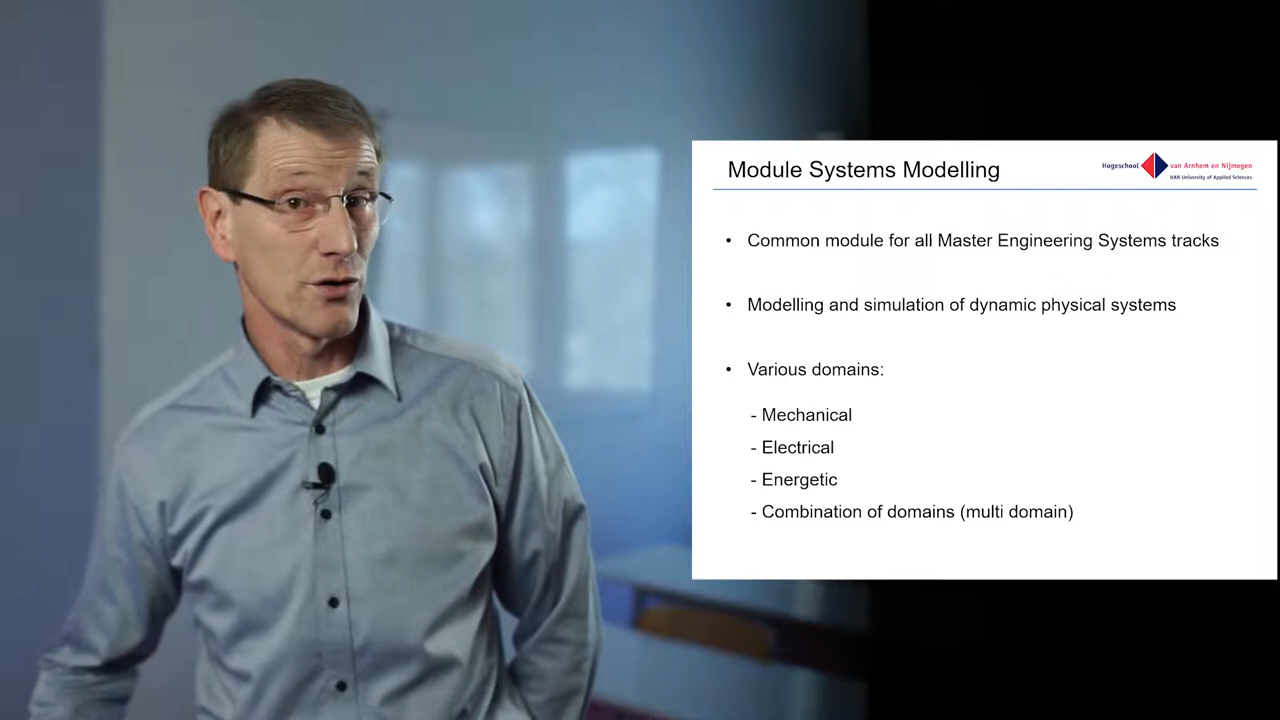 Module Systems Modelling
Hogeschool van Arnhem en Nijmegen
HAN University of Applied Sciences
• Common module for all Master Engineering Systems tracks
• Modelling and simulation of dynamic physical systems
• Various domains:
- Mechanical
- Electrical
- Energetic
- Combination of domains (multi domain)